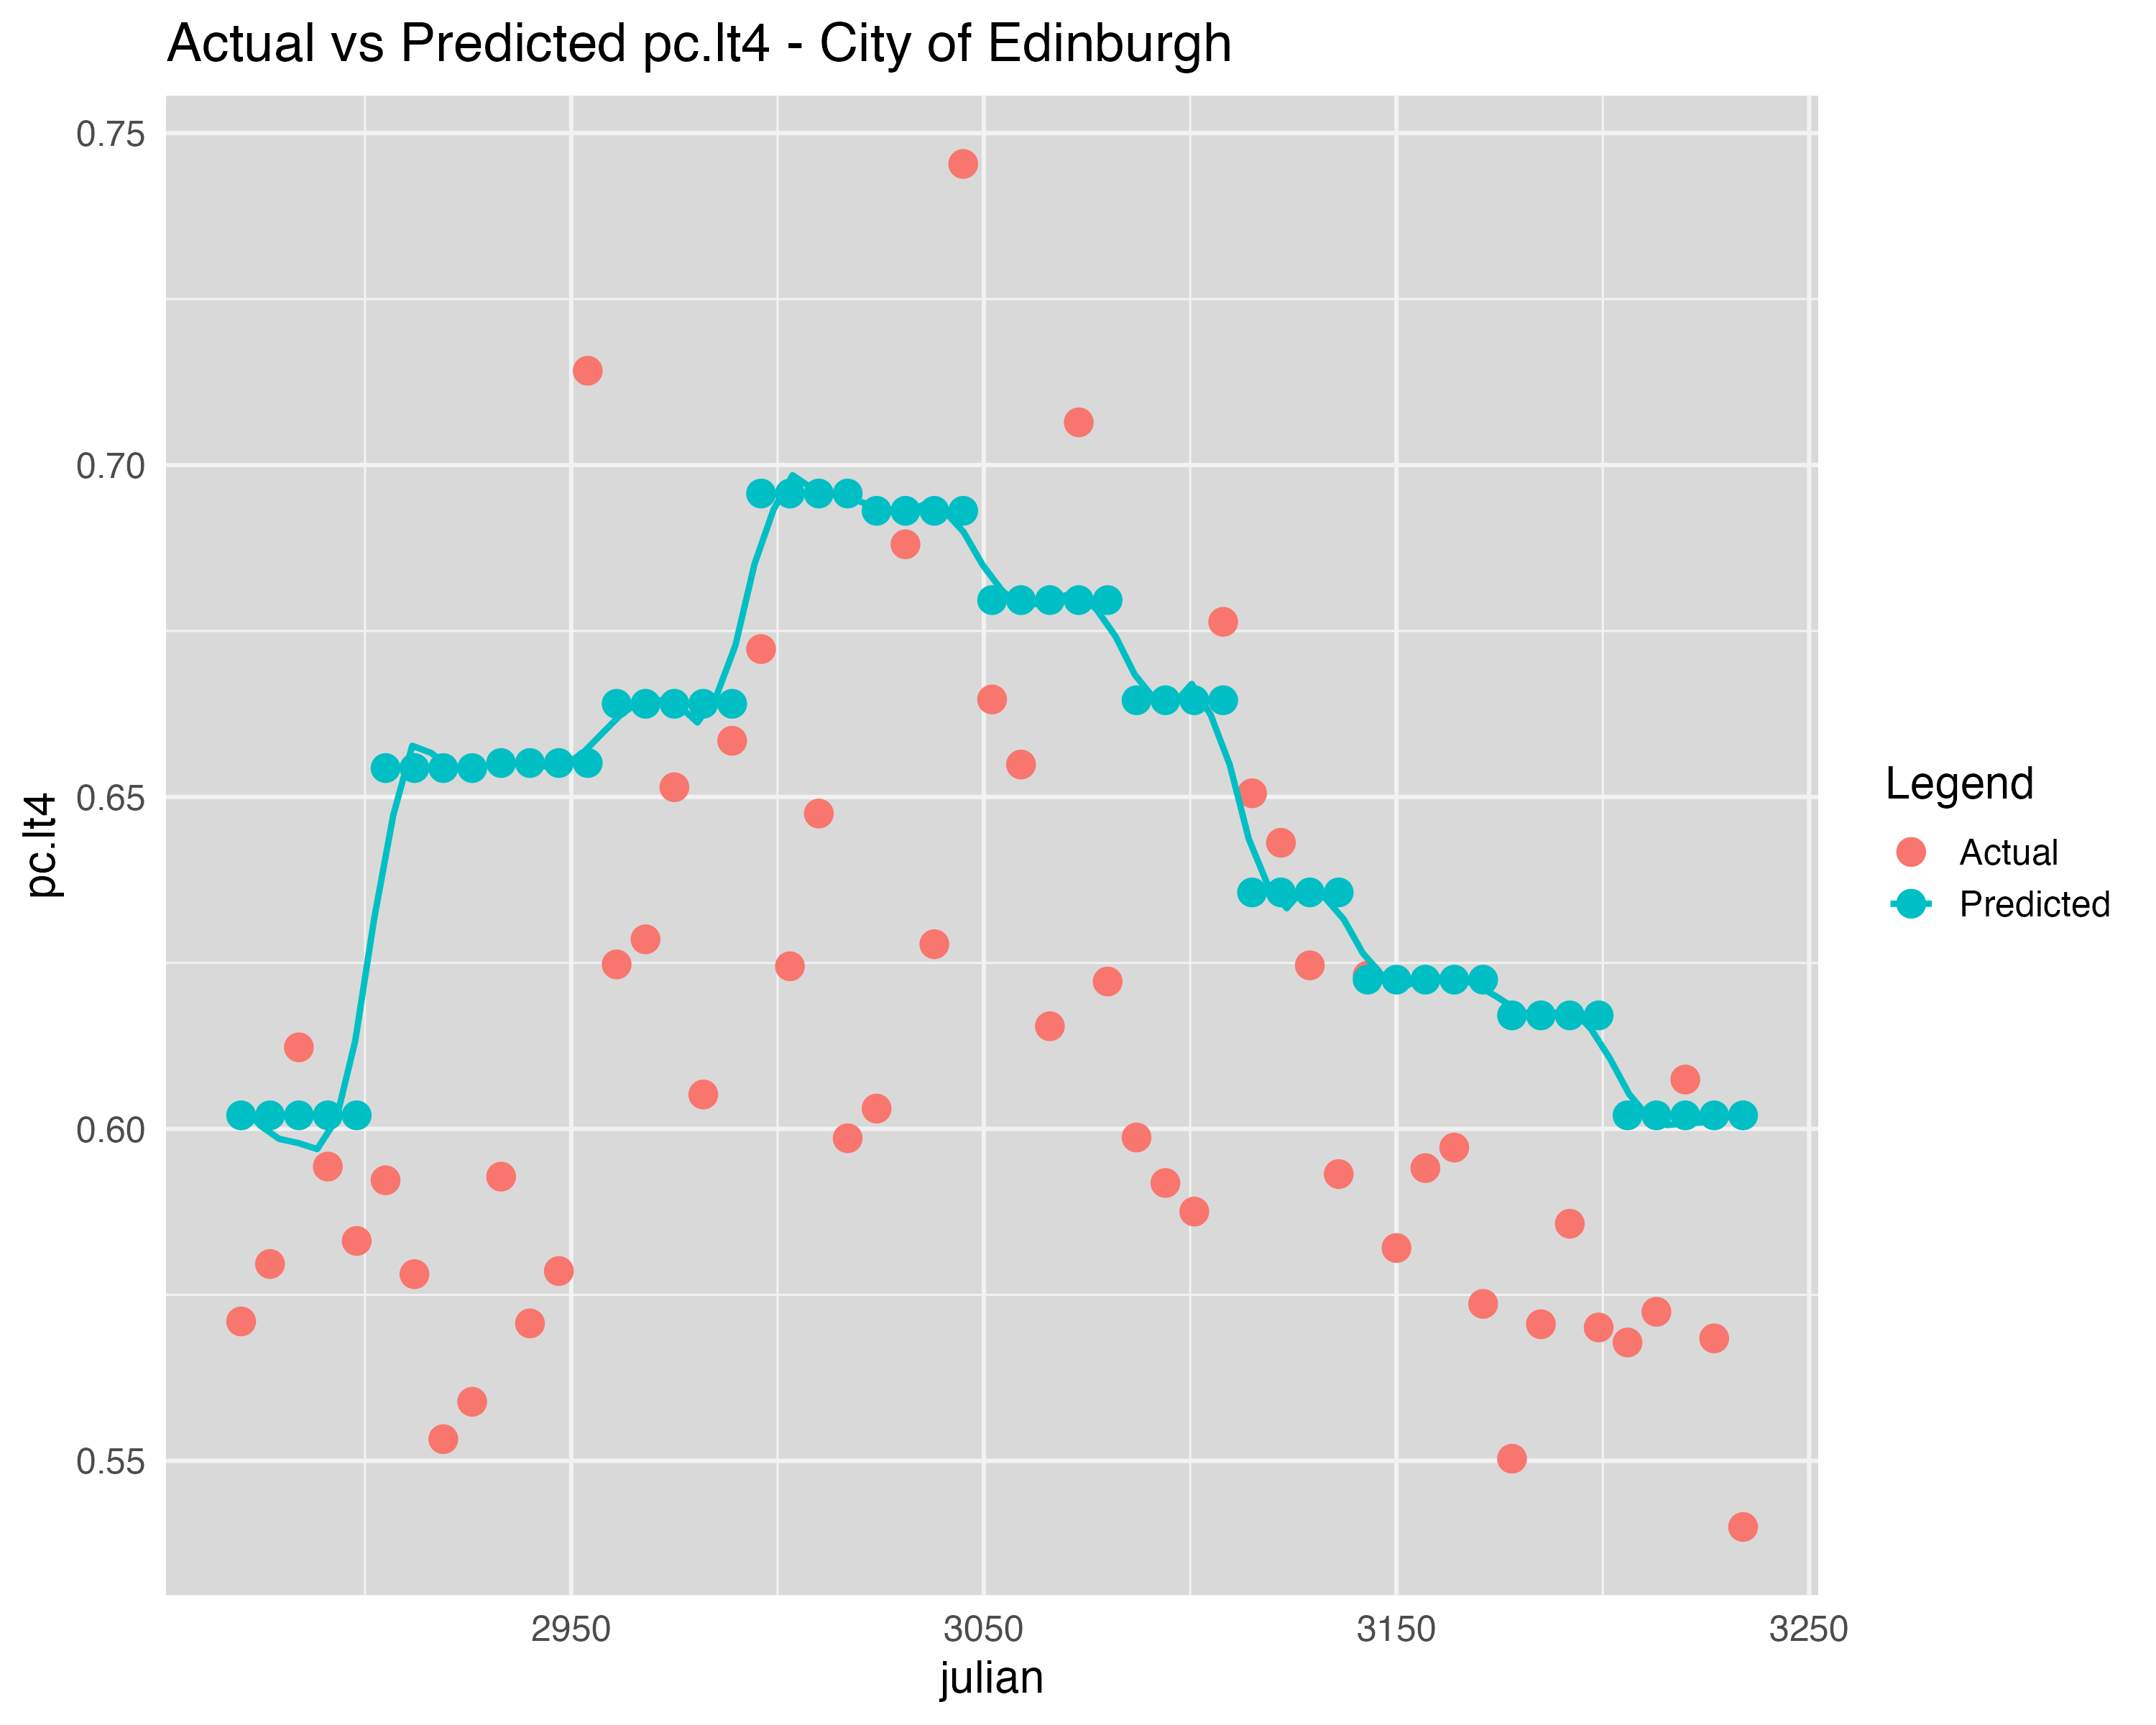 Actual vs Predicted pc.lt4 - City of Edinburgh
0.75
0.70
0.65
0.60
0.55
pc.lt4
2950
3050
3150
3250
julian
Legend
Actual
Predicted